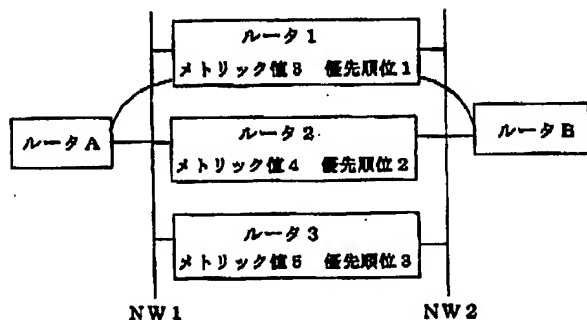 ルータ1
メトリック値3 優先順位1
ルータA
ルータ2
メトリック値4 優先順位2
ルータB
ルータ3
メトリック値5 優先順位3
NW1
NW2